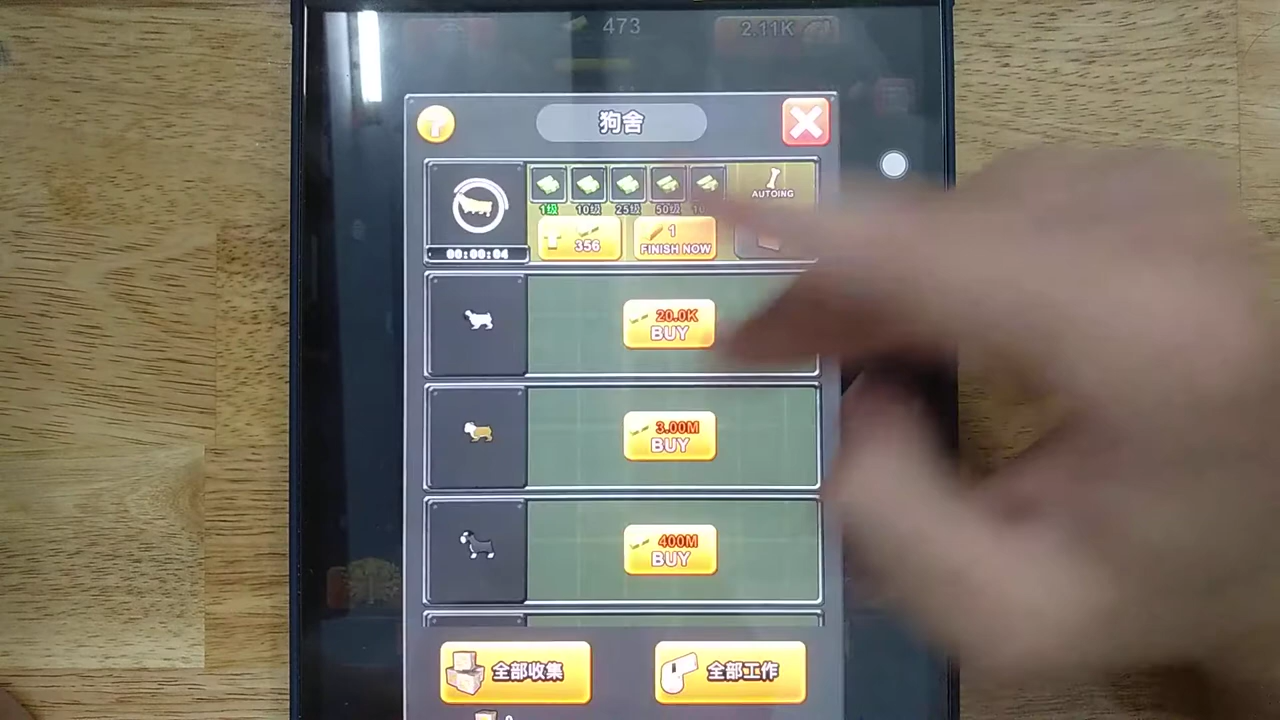 473
2.11K
狗舍
AUTOING
1级 10级 25级 50级 10
356
1
FINISH NOW
00:00:04
20.0K
BUY
3.00M
BUY
400M
BUY
全部收集
全部工作